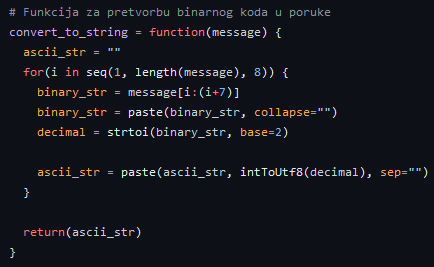 # Funkcija za pretvorbu binarnog koda u poruke
convert_to_string = function(message) {
  ascii_str = ""
  for(i in seq(1, length(message), 8)) {
    binary_str = message[i:(i+7)]
    binary_str = paste(binary_str, collapse="")
    decimal = strtoi(binary_str, base=2)

    ascii_str = paste(ascii_str, intToUtf8(decimal), sep="")
  }

  return(ascii_str)
}